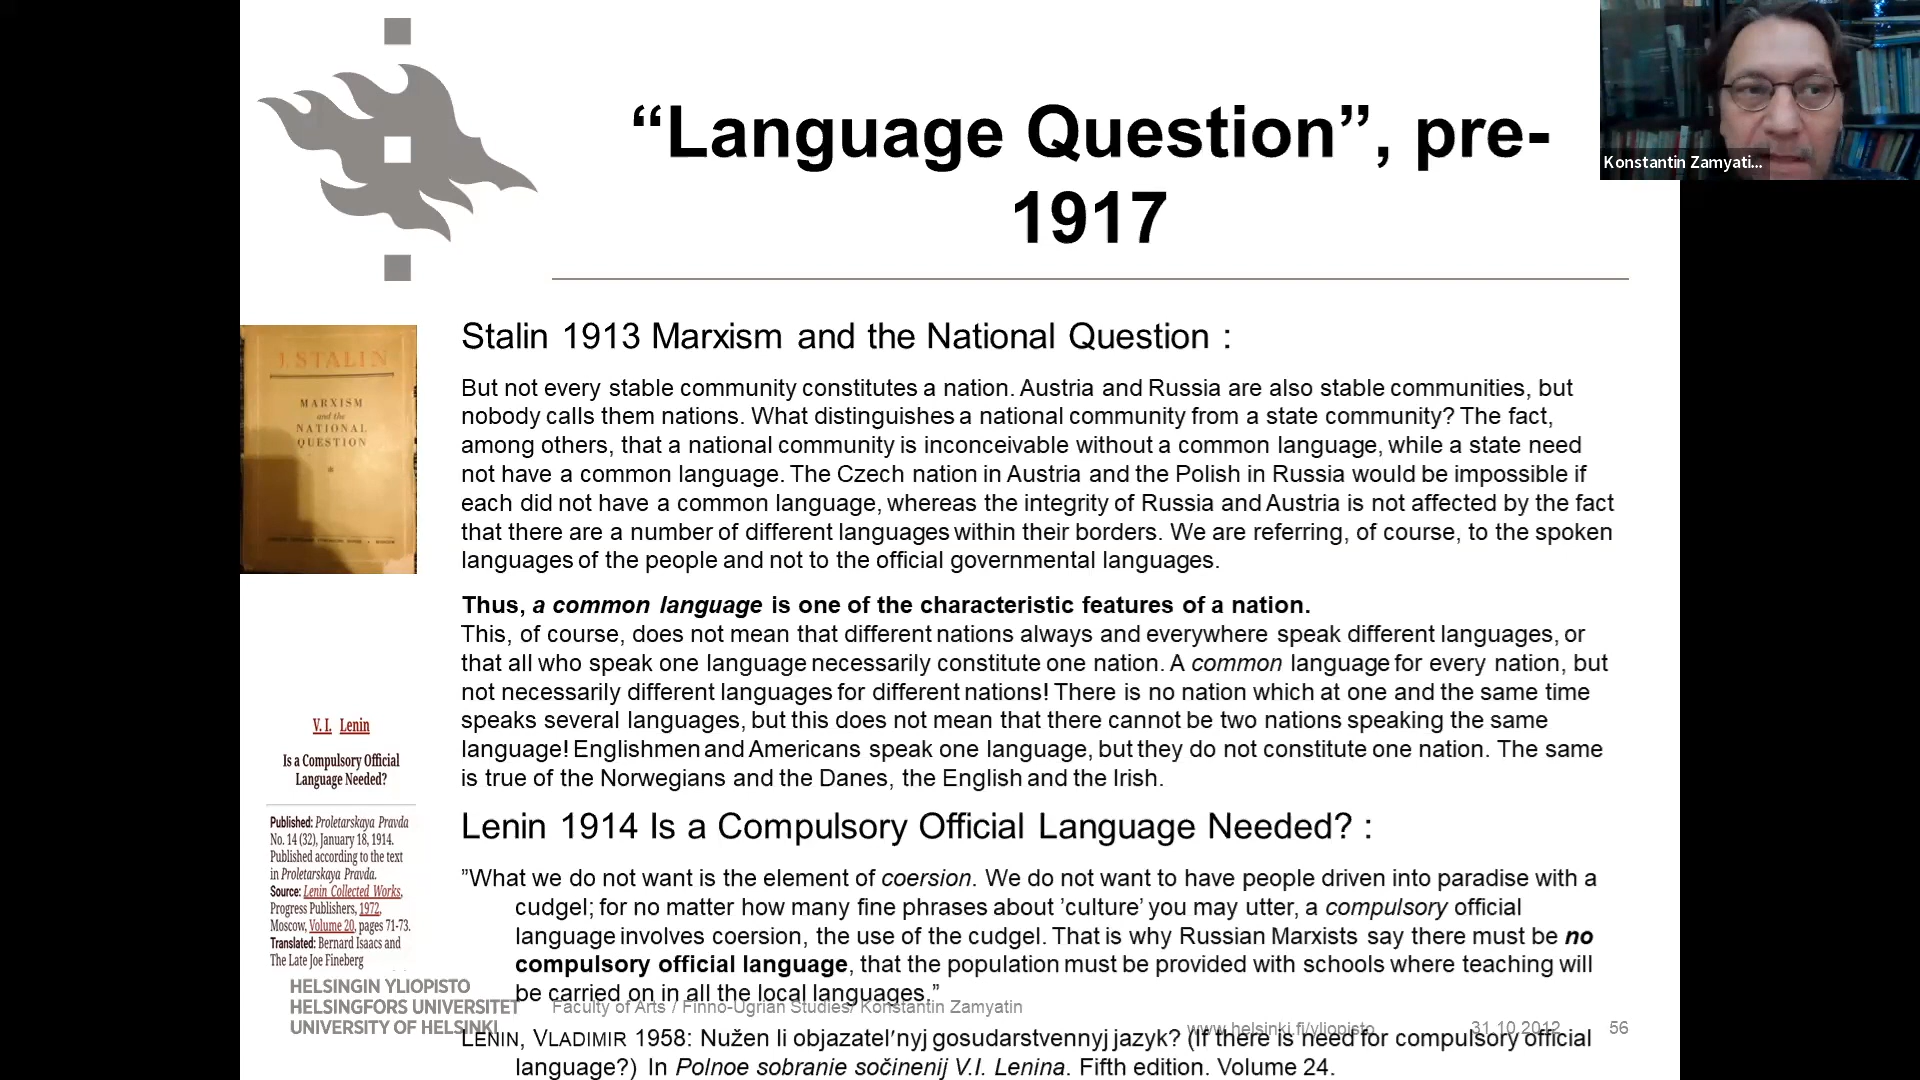 “Language Question”, pre-
1917
Konstantin Zamyati...
J. STALIN
MARXISM
and the
NATIONAL
QUESTION
Stalin 1913 Marxism and the National Question :
But not every stable community constitutes a nation. Austria and Russia are also stable communities, but
nobody calls them nations. What distinguishes a national community from a state community? The fact,
among others, that a national community is inconceivable without a common language, while a state need
not have a common language. The Czech nation in Austria and the Polish in Russia would be impossible if
each did not have a common language, whereas the integrity of Russia and Austria is not affected by the fact
that there are a number of different languages within their borders. We are referring, of course, to the spoken
languages of the people and not to the official governmental languages.
Thus, a common language is one of the characteristic features of a nation.
This, of course, does not mean that different nations always and everywhere speak different languages, or
that all who speak one language necessarily constitute one nation. A common language for every nation, but
not necessarily different languages for different nations! There is no nation which at one and the same time
speaks several languages, but this does not mean that there cannot be two nations speaking the same
language! Englishmen and Americans speak one language, but they do not constitute one nation. The same
is true of the Norwegians and the Danes, the English and the Irish.
V. I. Lenin
Is a Compulsory Official
Language Needed?
Published: Proletarskaya Pravda
No. 14 (32), January 18, 1914.
Published according to the text
in Proletarskaya Pravda.
Source: Lenin Collected Works,
Progress Publishers, 1972,
Moscow, Volume 20, pages 71-73.
Translated: Bernard Isaacs and
The Late Joe Fineberg
Lenin 1914 Is a Compulsory Official Language Needed? :
”What we do not want is the element of coersion. We do not want to have people driven into paradise with a
cudgel; for no matter how many fine phrases about ’culture’ you may utter, a compulsory official
language involves coersion, the use of the cudgel. That is why Russian Marxists say there must be no
compulsory official language, that the population must be provided with schools where teaching will
be carried on in all the local languages.”
LENIN, VLADIMIR 1958: Nužen li objazatel′nyj gosudarstvennyj jazyk? (If there is need for compulsory official
language?) In Polnoe sobranie sočinenij V.I. Lenina. Fifth edition. Volume 24.
HELSINGIN YLIOPISTO
HELSINGFORS UNIVERSITET
UNIVERSITY OF HELSINKI
Faculty of Arts / Finno-Ugrian Studies/ Konstantin Zamyatin
www.helsinki.fi/yliopisto
31.10.2012
56